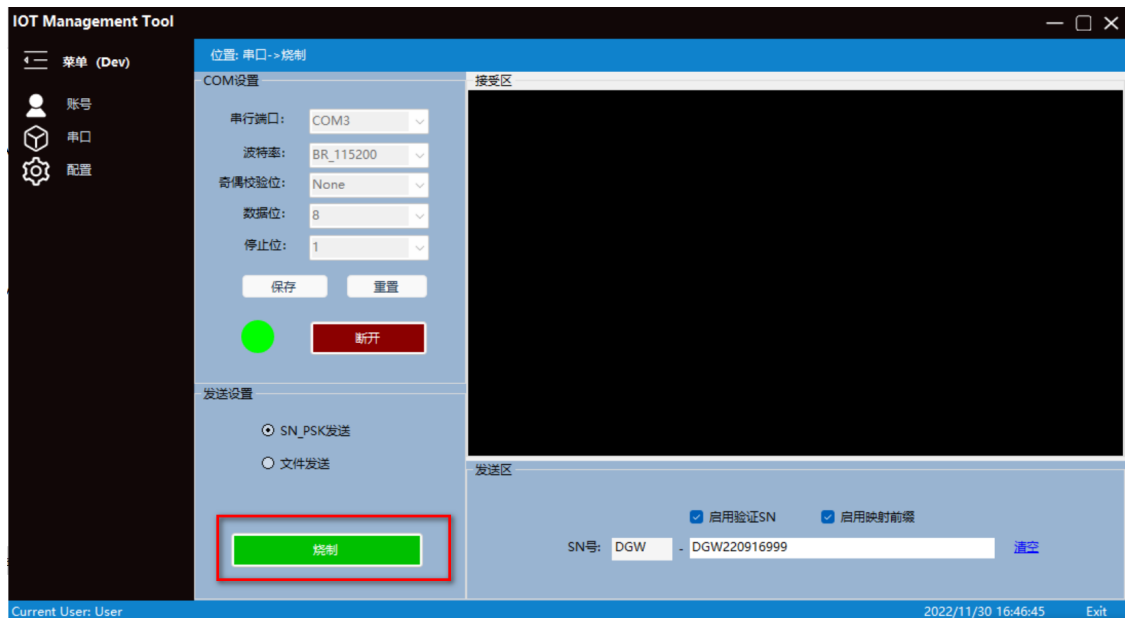 IOT Management Tool
菜单 (Dev)
账号
串口
配置
位置: 串口->烧制
COM设置
串行端口: COM3
波特率: BR_115200
奇偶校验位: None
数据位: 8
停止位: 1
保存 重置
断开
发送设置
SN_PSK发送
文件发送
烧制
接受区
发送区
启用验证SN 启用映射前缀
SN号: DGW - DGW220916999 清空
Current User: User 2022/11/30 16:46:45 Exit